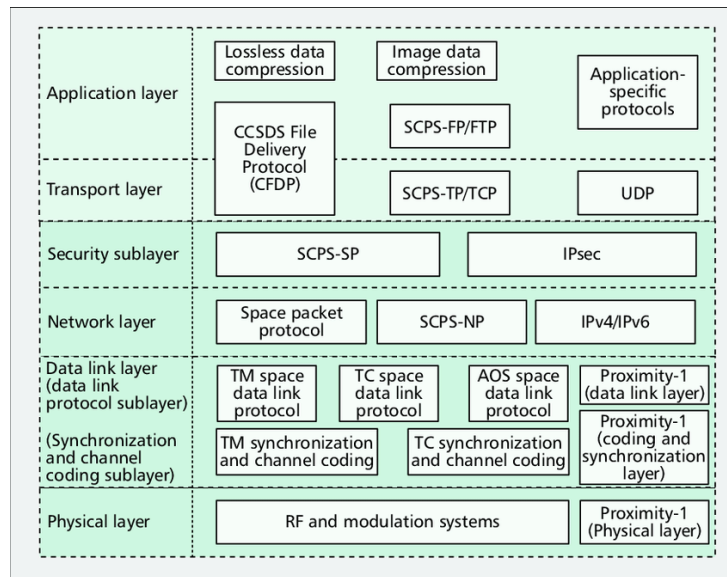 Application layer
Lossless data
compression
Image data
compression
Application-
specific
protocols
CCSDS File
Delivery
Protocol
(CFDP)
SCPS-FP/FTP
Transport layer
SCPS-TP/TCP
UDP
Security sublayer
SCPS-SP
IPsec
Network layer
Space packet
protocol
SCPS-NP
IPv4/IPv6
Data link layer
(data link
protocol sublayer)
TM space
data link
protocol
TC space
data link
protocol
AOS space
data link
protocol
Proximity-1
(data link layer)
(Synchronization
and channel
coding sublayer)
TM synchronization
and channel coding
TC synchronization
and channel coding
Proximity-1
(coding and
synchronization
layer)
Physical layer
RF and modulation systems
Proximity-1
(Physical layer)